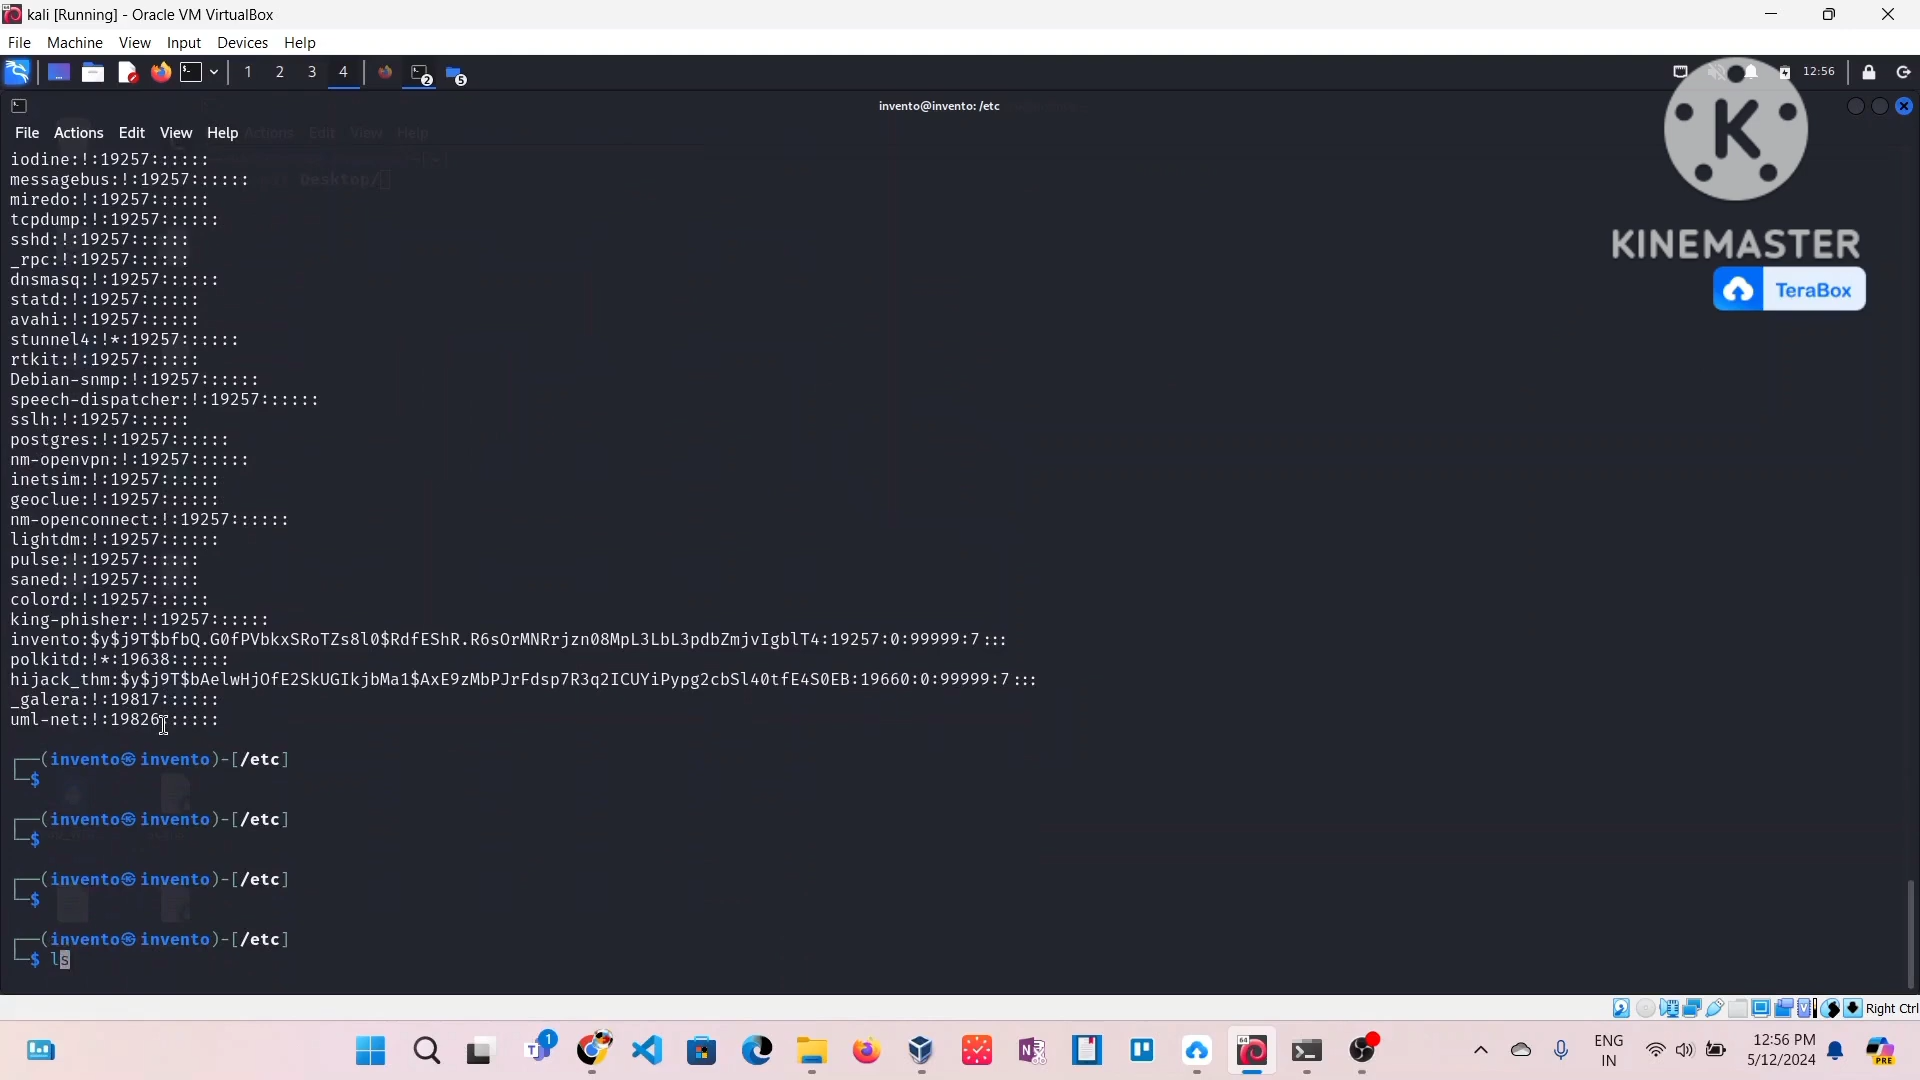 kali [Running] - Oracle VM VirtualBox
File Machine View Input Devices Help
1 2 3 4 2 5 12:56
invento@invento: /etc
File Actions Edit View Help
iodine:!:19257::::::
messagebus:!:19257::::::
Desktop/
miredo:!:19257::::::
tcpdump:!:19257::::::
sshd:!:19257::::::
_rpc:!:19257::::::
dnsmasq:!:19257::::::
statd:!:19257::::::
avahi:!:19257::::::
stunnel4:!*:19257::::::
rtkit:!:19257::::::
Debian-snmp:!:19257::::::
speech-dispatcher:!:19257::::::
sslh:!:19257::::::
postgres:!:19257::::::
nm-openvpn:!:19257::::::
inetsim:!:19257::::::
geoclue:!:19257::::::
nm-openconnect:!:19257::::::
lightdm:!:19257::::::
pulse:!:19257::::::
saned:!:19257::::::
colord:!:19257::::::
king-phisher:!:19257::::::
invento:$y$j9T$bfbQ.G0fPVbkxSRoTZs8l0$RdfEShR.R6sOrMNRrjzn08MpL3LbL3pdbZmjvIgblT4:19257:0:99999:7:::
polkitd:!*:19638::::::
hijack_thm:$y$j9T$bAelwHjOfE2SkUGIkjbMa1$AxE9zMbPJrFdsp7R3q2ICUYiPypg2cbSl40tfE4S0EB:19660:0:99999:7:::
_galera:!:19817::::::
uml-net:!:19826::::::
┌──(invento㉿invento)-[/etc]
└─$
┌──(invento㉿invento)-[/etc]
└─$
┌──(invento㉿invento)-[/etc]
└─$
┌──(invento㉿invento)-[/etc]
└─$ ls
K
KINEMASTER
TeraBox
Right Ctrl
1
ENG
IN
12:56 PM
5/12/2024
PRE